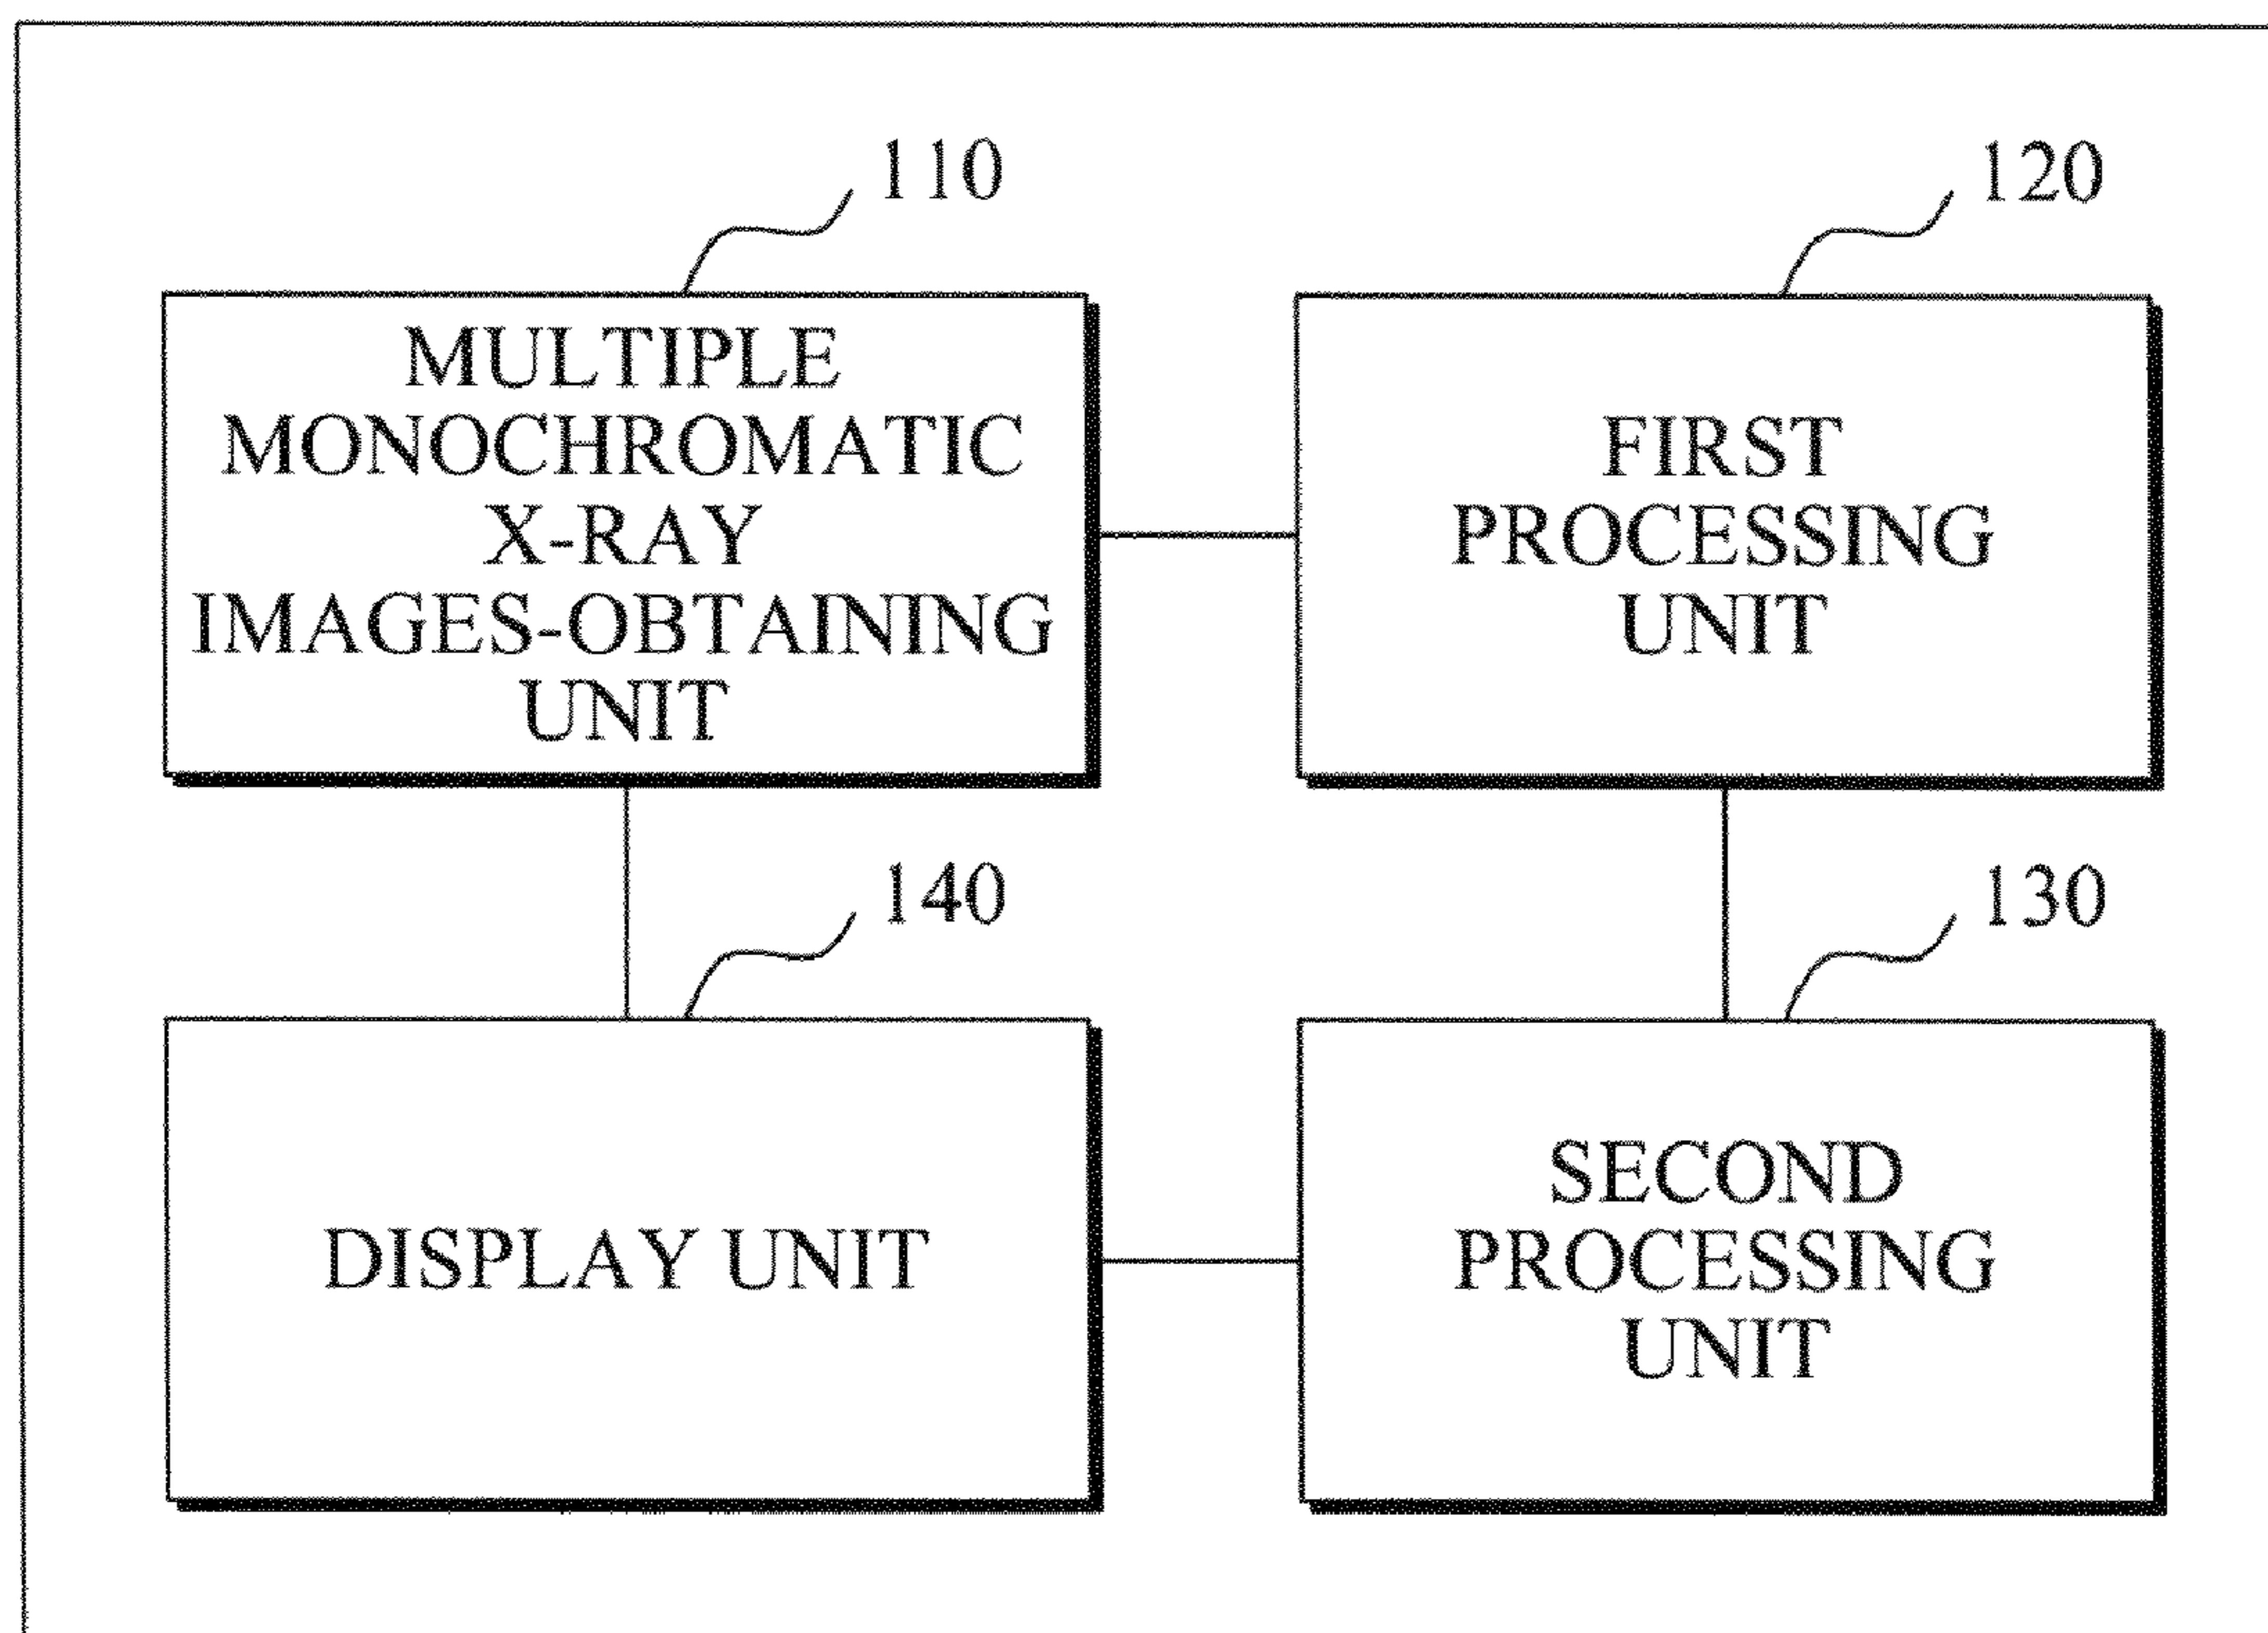 110
120
MULTIPLE
MONOCHROMATIC
X-RAY
IMAGES-OBTAINING
UNIT
FIRST
PROCESSING
UNIT
140
130
DISPLAY UNIT
SECOND
PROCESSING
UNIT